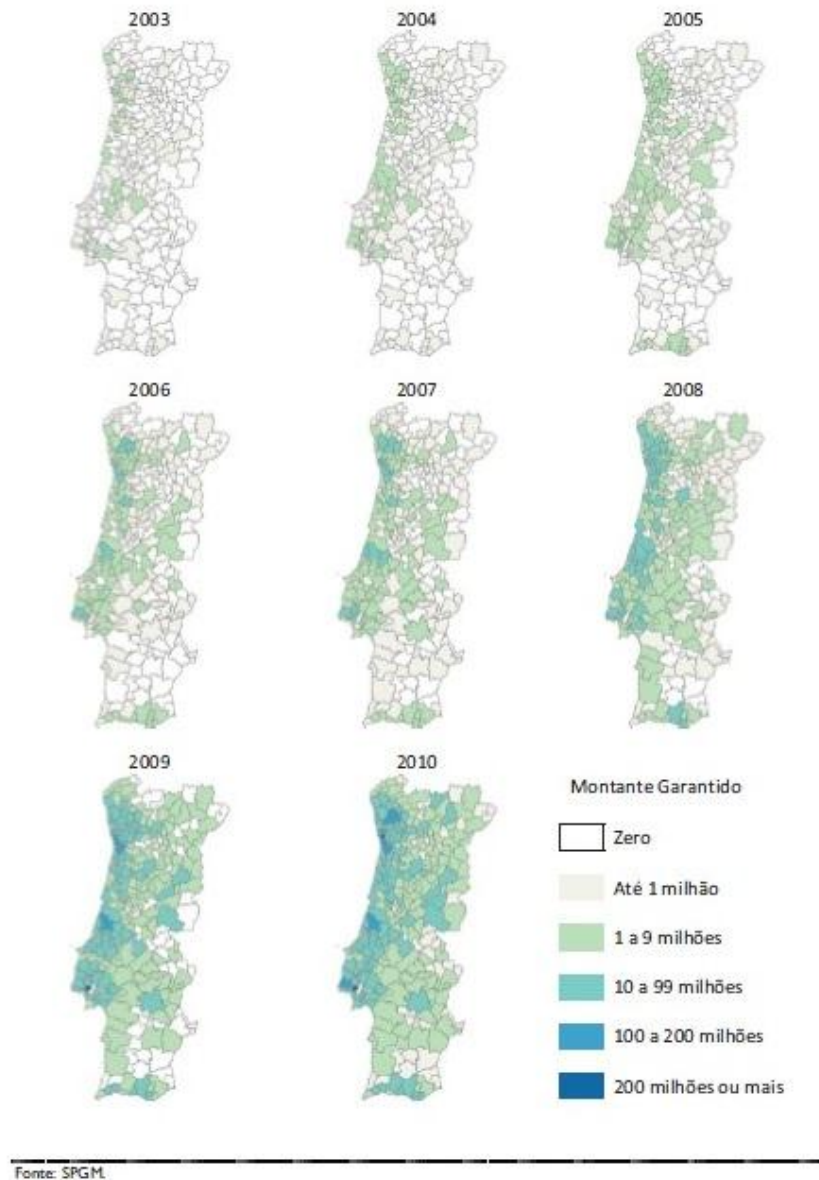 2003
2004
2005
2006
2007
2008
2009
2010
Montante Garantido
Zero
Até 1 milhão
1 a 9 milhões
10 a 99 milhões
100 a 200 milhões
200 milhões ou mais
Fonte: SPGM.